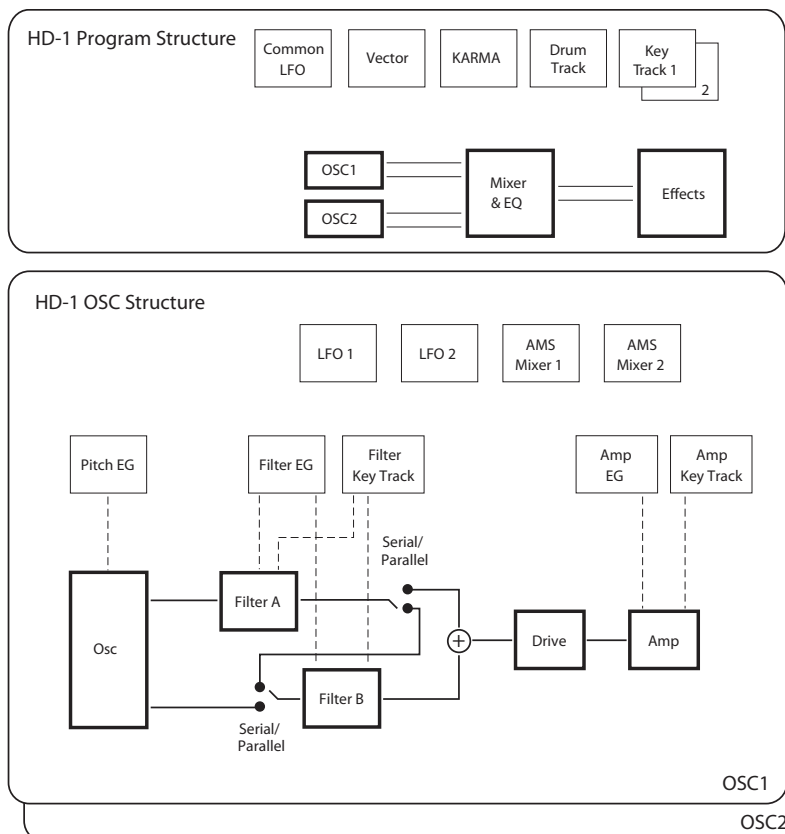 HD-1 Program Structure
Common
LFO
Vector
KARMA
Drum
Track
Key
Track 1
2
OSC1
OSC2
Mixer
& EQ
Effects
HD-1 OSC Structure
LFO 1
LFO 2
AMS
Mixer 1
AMS
Mixer 2
Pitch EG
Filter EG
Filter
Key Track
Amp
EG
Amp
Key Track
Serial/
Parallel
Osc
Filter A
+
Drive
Amp
Filter B
Serial/
Parallel
OSC1
OSC2